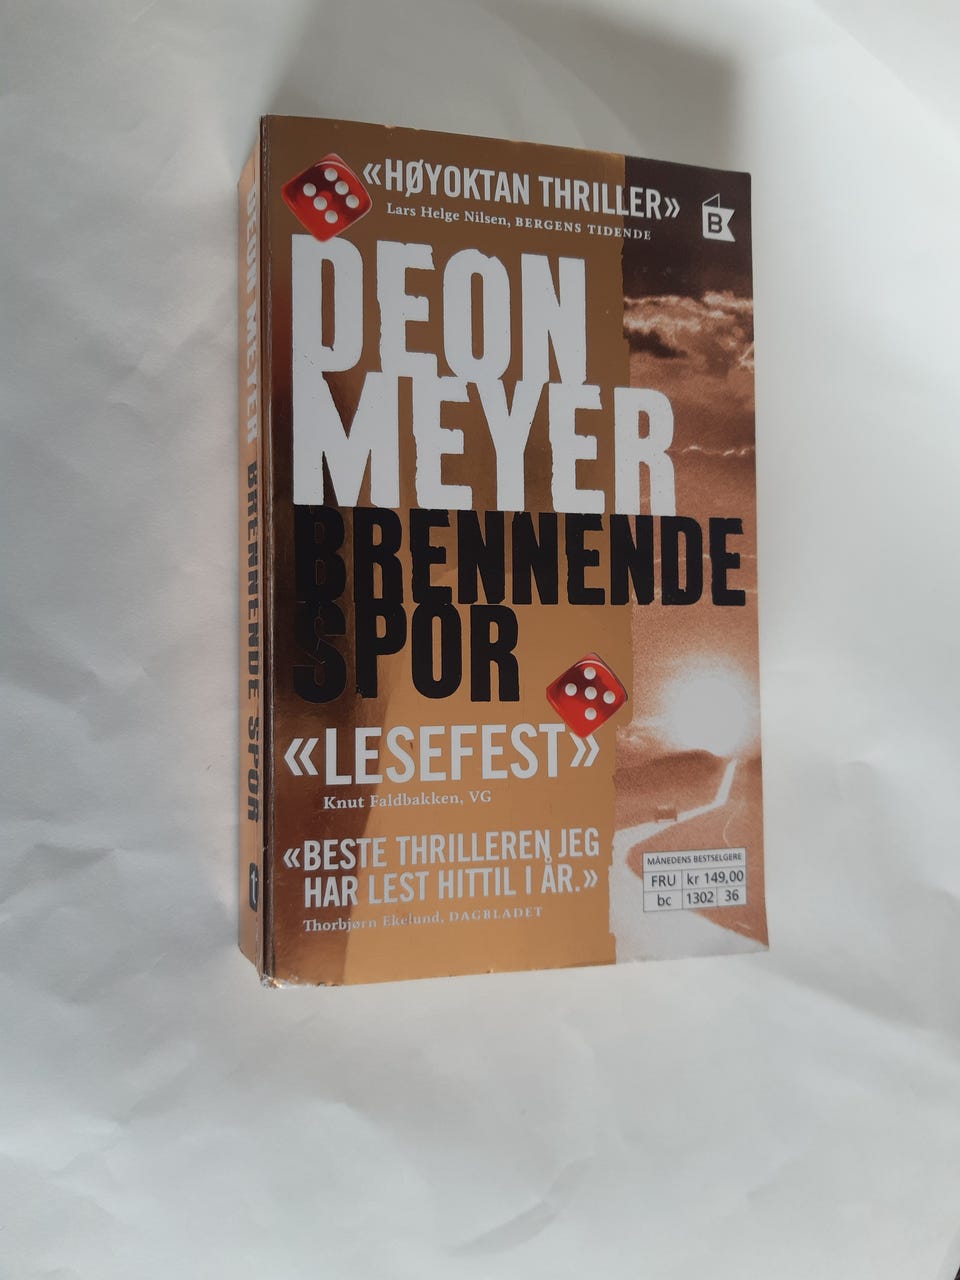 «HØYOKTAN THRILLER»
Lars Helge Nilsen, BERGENS TIDENDE
B
DEON
MEYER
BRENNENDE
SPOR
«LESEFEST»
Knut Faldbakken, VG
«BESTE THRILLEREN JEG
HAR LEST HITTIL I ÅR.»
Thorbjørn Ekelund, DAGBLADET
MÅNEDENS BESTSELGERE
FRU kr 149,00
bc 1302 36
DEON MEYER BRENNENDE SPOR